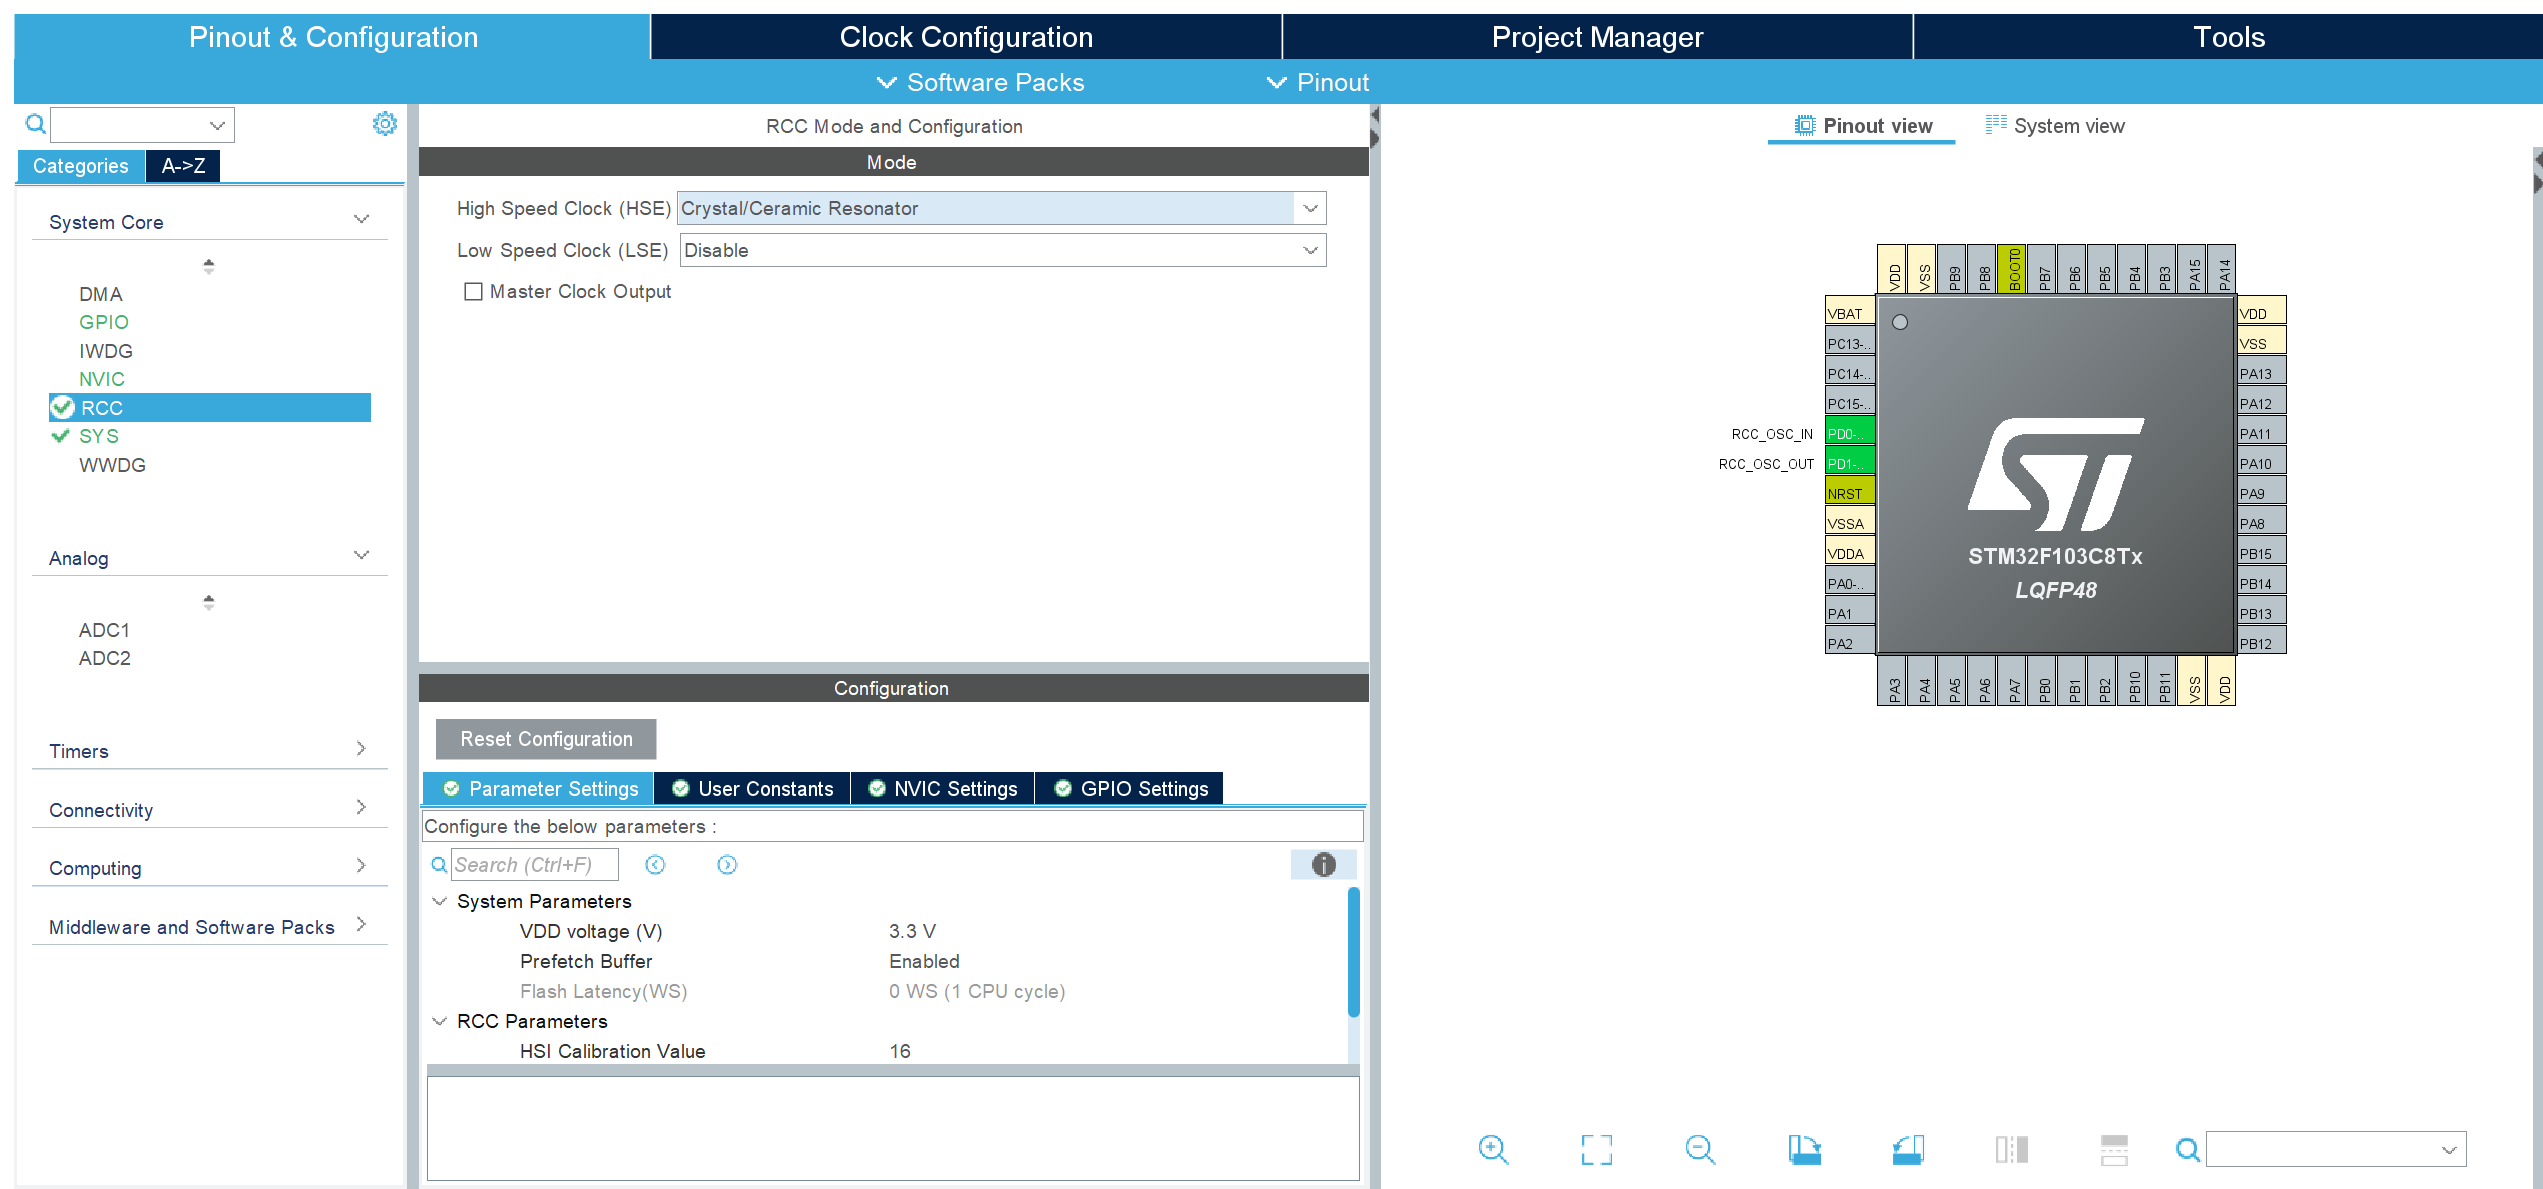 Pinout & Configuration
Clock Configuration
Project Manager
Tools
Software Packs
Pinout
Categories
A->Z
System Core
DMA
GPIO
IWDG
NVIC
RCC
SYS
WWDG
Analog
ADC1
ADC2
Timers
Connectivity
Computing
Middleware and Software Packs
RCC Mode and Configuration
Mode
High Speed Clock (HSE) Crystal/Ceramic Resonator
Low Speed Clock (LSE) Disable
Master Clock Output
Configuration
Reset Configuration
Parameter Settings
User Constants
NVIC Settings
GPIO Settings
Configure the below parameters :
Search (Ctrl+F)
System Parameters
VDD voltage (V) 3.3 V
Prefetch Buffer Enabled
Flash Latency(WS) 0 WS (1 CPU cycle)
RCC Parameters
HSI Calibration Value 16
Pinout view
System view
VDD
VSS
PB9
PB8
BOOT0
PB7
PB6
PB5
PB4
PB3
PA15
PA14
VBAT
PC13-..
PC14-..
PC15-..
RCC_OSC_IN PD0-..
RCC_OSC_OUT PD1-..
NRST
VSSA
VDDA
PA0-..
PA1
PA2
ST
STM32F103C8Tx
LQFP48
VDD
VSS
PA13
PA12
PA11
PA10
PA9
PA8
PB15
PB14
PB13
PB12
PA3
PA4
PA5
PA6
PA7
PB0
PB1
PB2
PB10
PB11
VSS
VDD